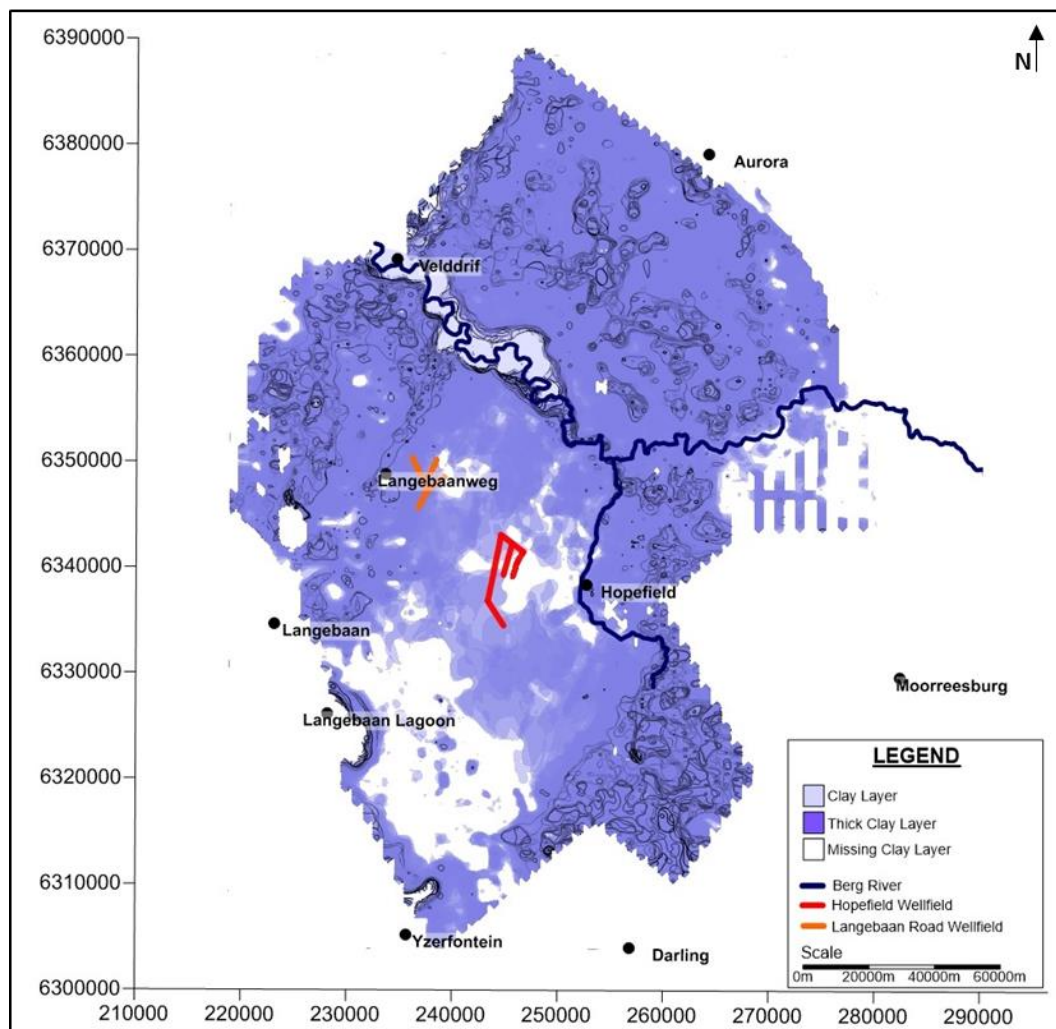 6390000
N
6380000
Aurora
6370000
Velddrif
6360000
6350000
Langebaanweg
6340000
Hopefield
Langebaan
6330000
Moorreesburg
Langebaan Lagoon
6320000
LEGEND
Clay Layer
Thick Clay Layer
Missing Clay Layer
6310000
Berg River
Hopefield Wellfield
Langebaan Road Wellfield
Yzerfontein
Darling
Scale
0m 20000m 40000m 60000m
6300000
210000 220000 230000 240000 250000 260000 270000 280000 290000